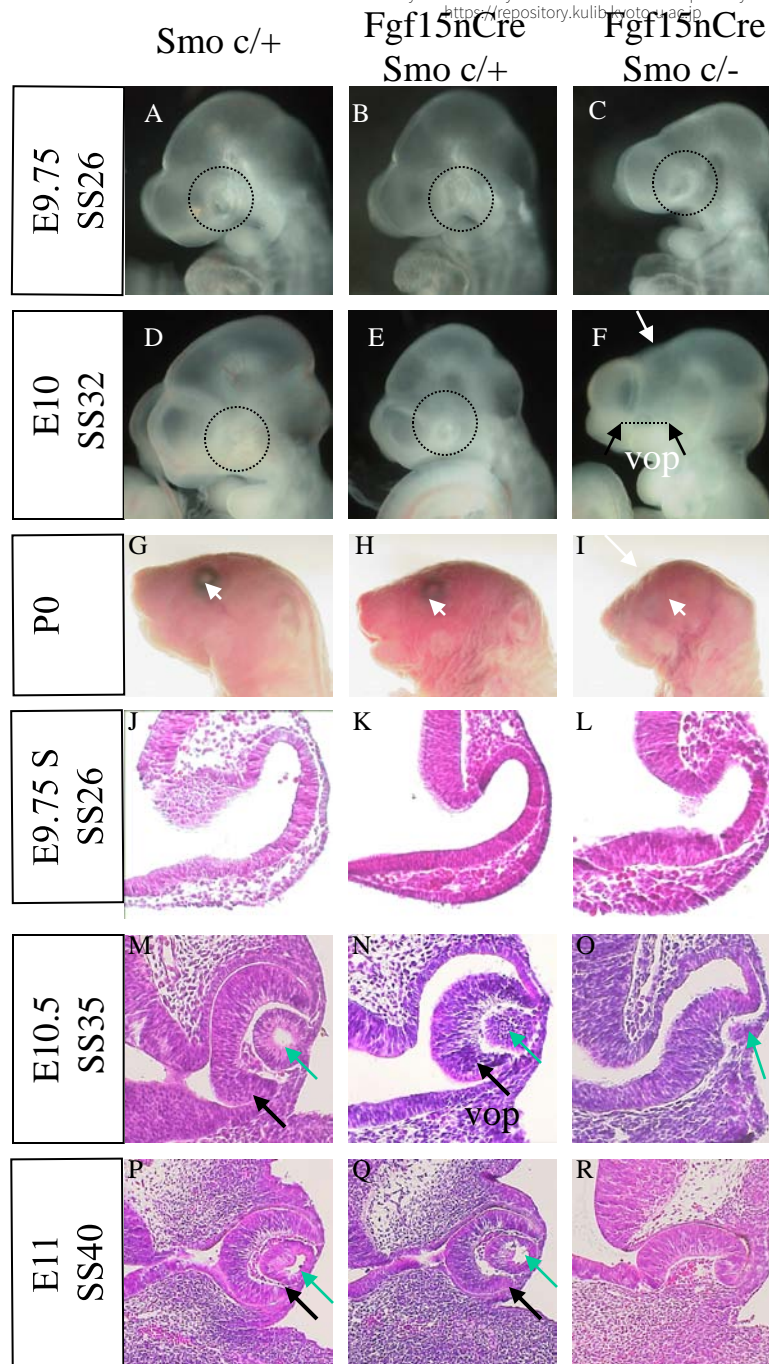 https://repository.kulib.kyoto-u.ac.jp
Smo c/+
Fgf15nCre
Smo c/+
Fgf15nCre
Smo c/-
E9.75
SS26
A
B
C
E10
SS32
D
E
F
vop
P0
G
H
I
E9.75 S
SS26
J
K
L
E10.5
SS35
M
N
O
vop
E11
SS40
P
Q
R